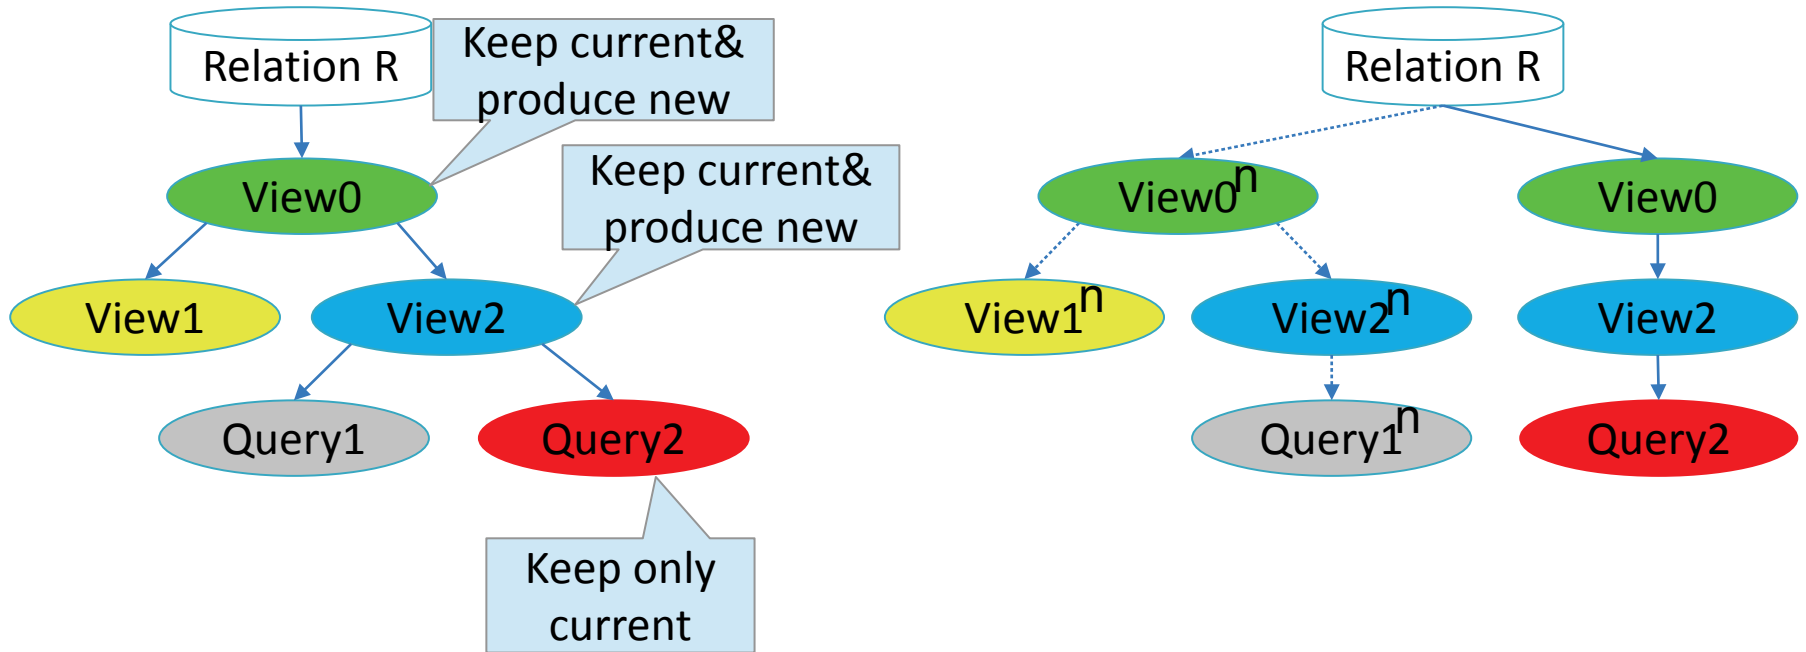 Relation R
Keep current&
produce new
View0
Keep current&
produce new
View1
View2
Query1
Query2
Keep only
current
Relation R
View0n
View0
View1n
View2n
View2
Query1n
Query2